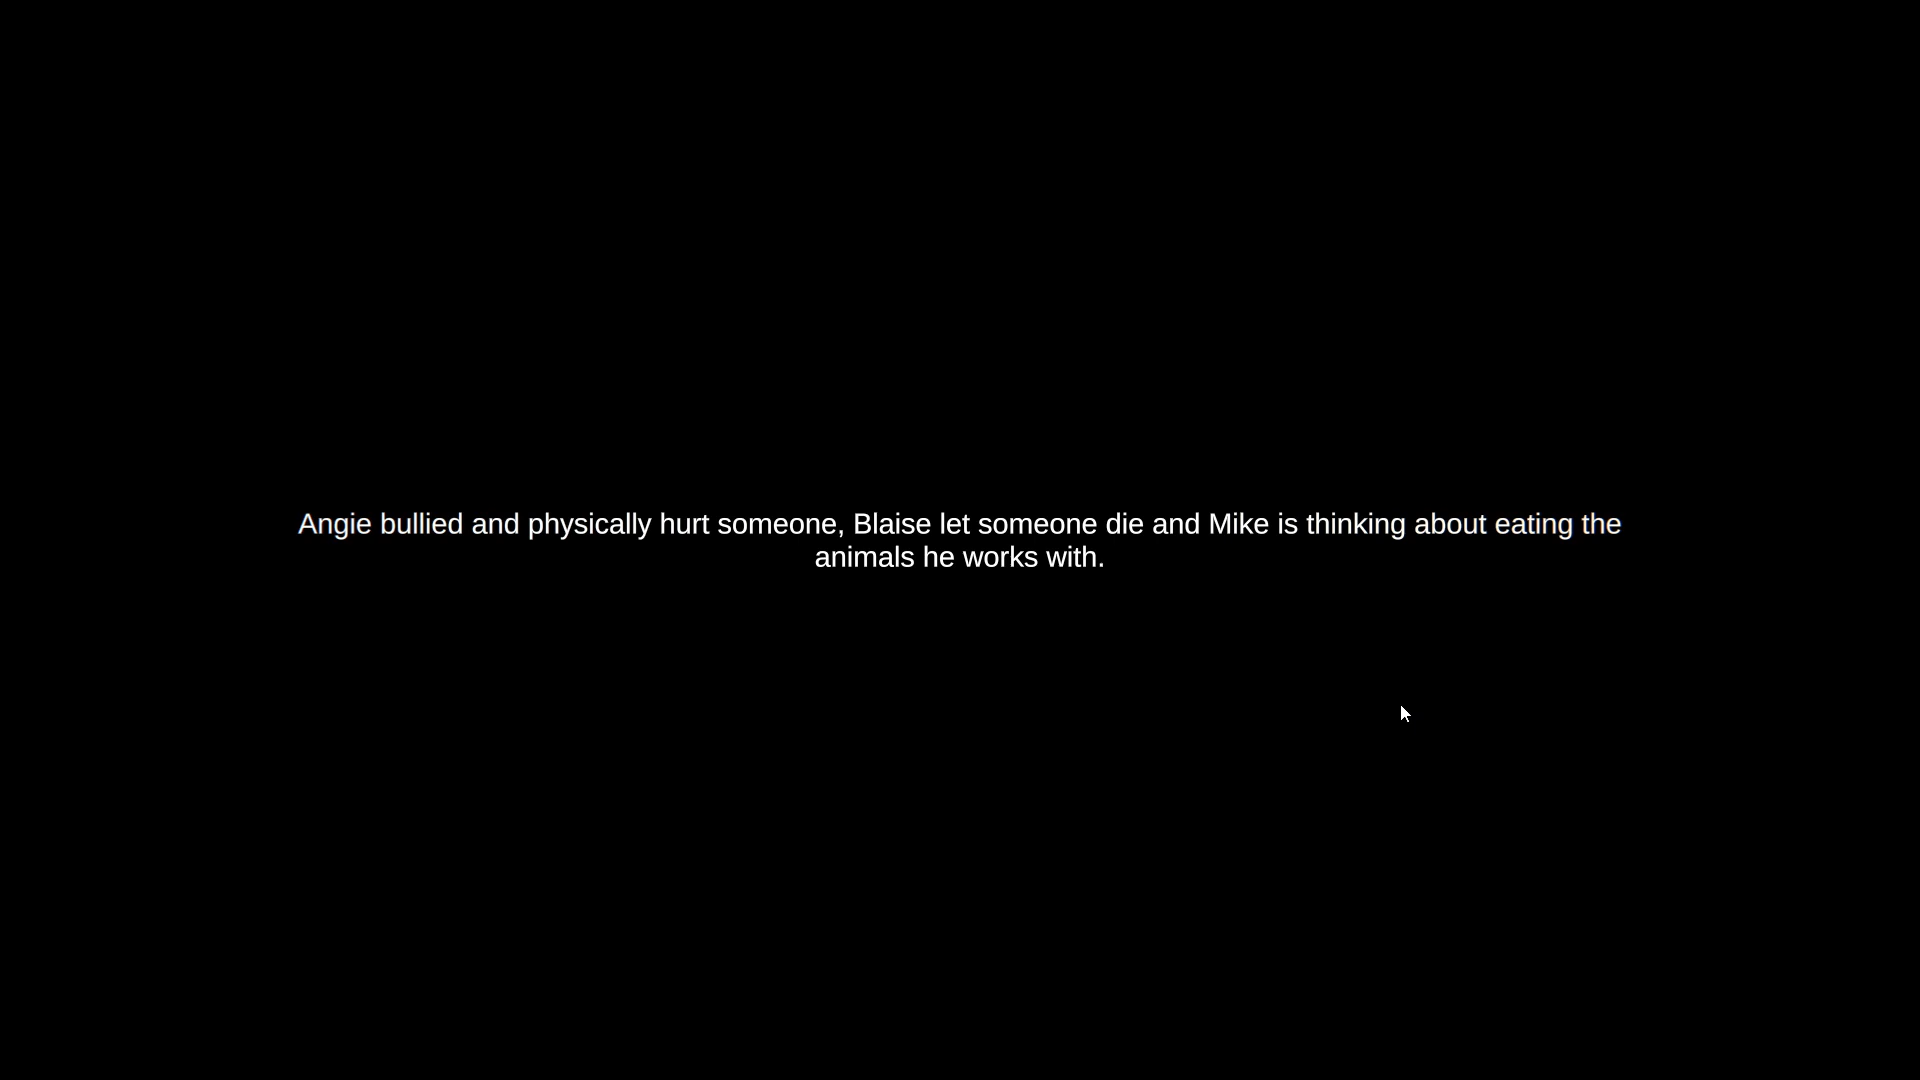 Angie bullied and physically hurt someone, Blaise let someone die and Mike is thinking about eating the
animals he works with.